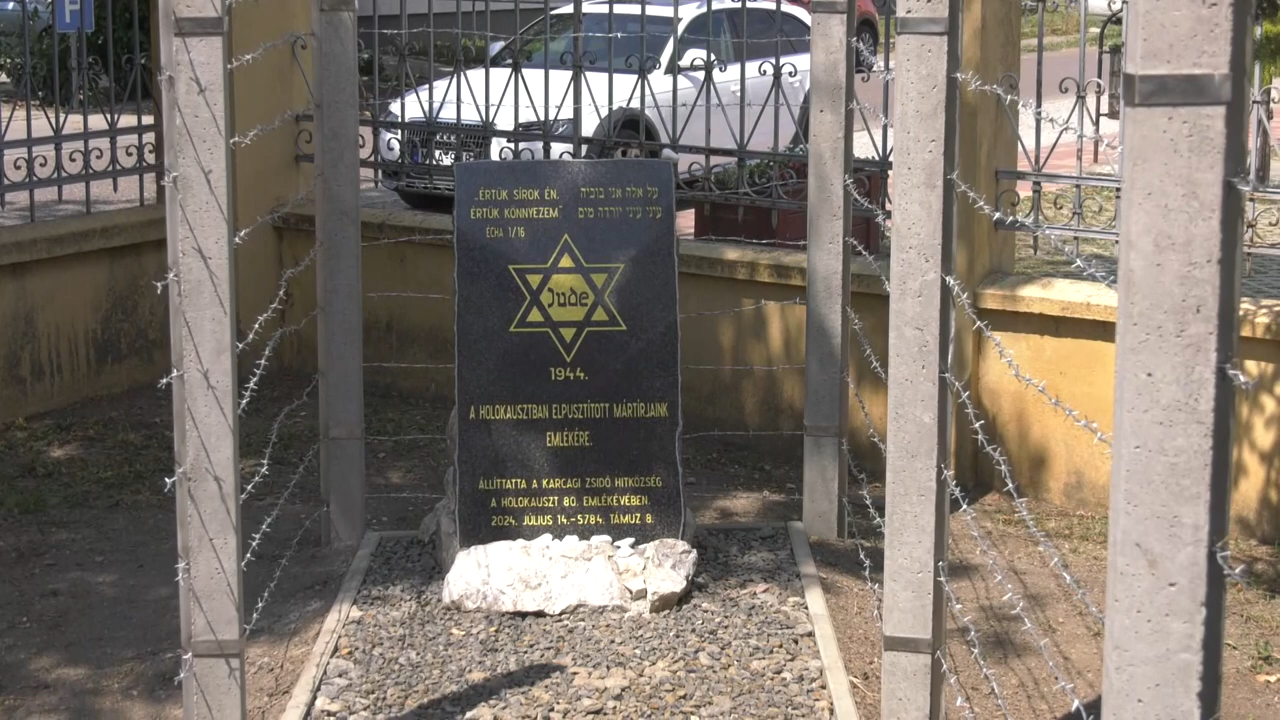 P
„ÉRTÜK SÍROK ÉN,
ÉRTÜK KÖNNYEZEM"
ÉCHA 1/16
על אלה אני בוכיה
עיני עיני יורדה מים
Jude
1944.
A HOLOKAUSZTBAN ELPUSZTÍTOTT MÁRTÍRJAINK
EMLÉKÉRE.
ÁLLÍTTATTA A KARCAGI ZSIDÓ HITKÖZSÉG
A HOLOKAUSZT 80. EMLÉKÉVÉBEN.
2024. JÚLIUS 14.-5784. TÁMUZ 8.